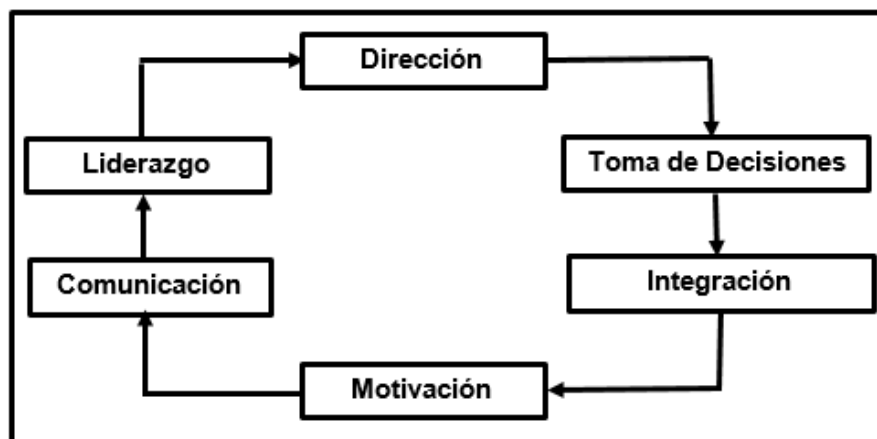 Dirección
Liderazgo
Toma de Decisiones
Comunicación
Integración
Motivación